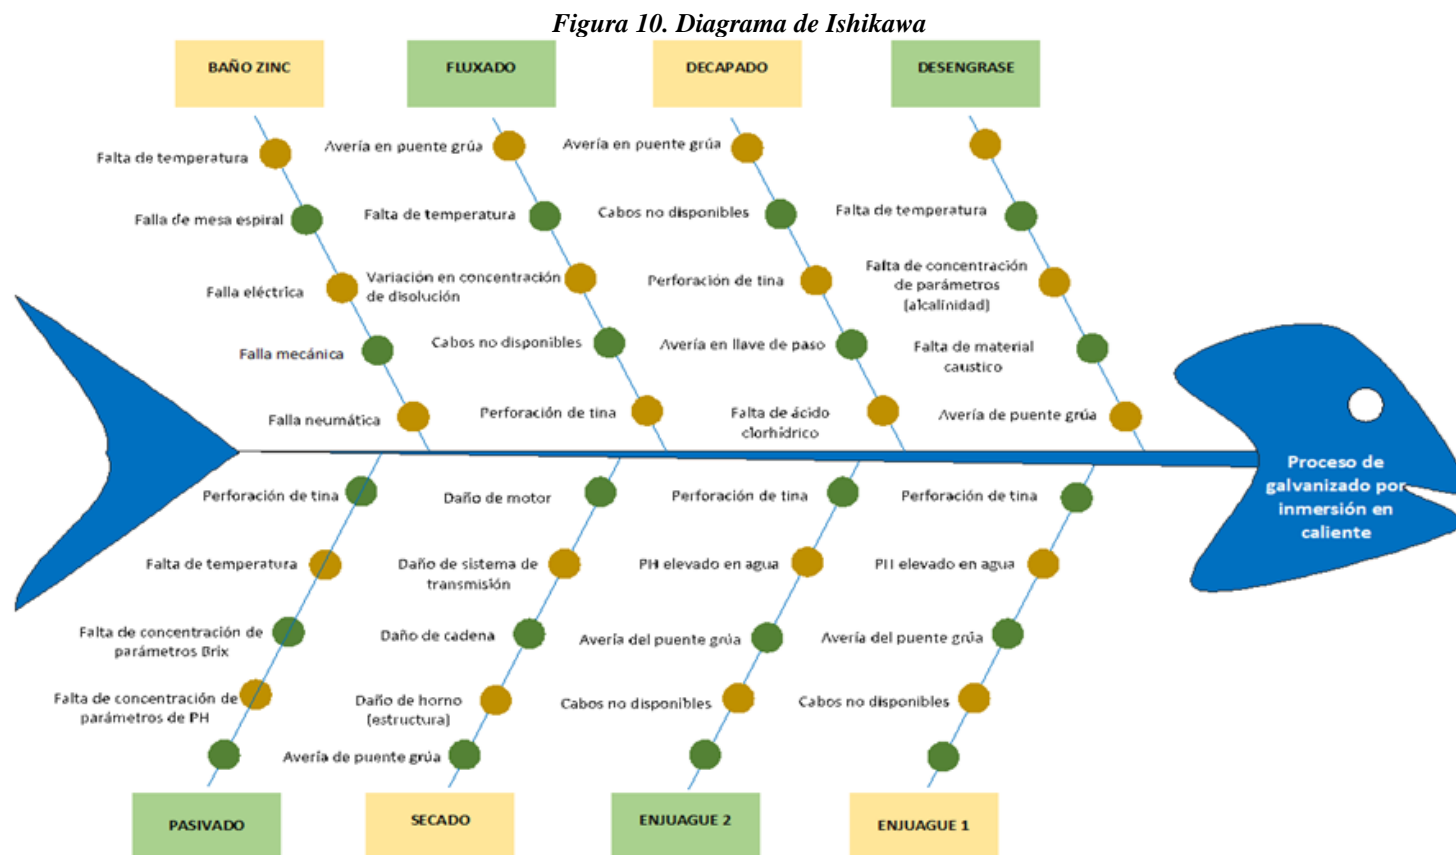 Figura 10. Diagrama de Ishikawa
BAÑO ZINC
FLUXADO
DECAPADO
DESENGRASE
Falta de temperatura
Falla de mesa espiral
Falla eléctrica
Falla mecánica
Falla neumática
Avería en puente grúa
Falta de temperatura
Variación en concentración
de disolución
Cabos no disponibles
Perforación de tina
Avería en puente grúa
Cabos no disponibles
Perforación de tina
Avería en llave de paso
Falta de ácido
clorhídrico
Falta de temperatura
Falta de concentración
de parámetros
(alcalinidad)
Falta de material
caustico
Avería de puente grúa
Proceso de
galvanizado por
inmersión en
caliente
Perforación de tina
Falta de temperatura
Falta de concentración de
parámetros Brix
Falta de concentración de
parámetros de PH
Daño de motor
Daño de sistema de
transmisión
Daño de cadena
Daño de horno
(estructura)
Avería de puente grúa
Perforación de tina
PH elevado en agua
Avería del puente grúa
Cabos no disponibles
Perforación de tina
PH elevado en agua
Avería del puente grúa
Cabos no disponibles
PASIVADO
SECADO
ENJUAGUE 2
ENJUAGUE 1